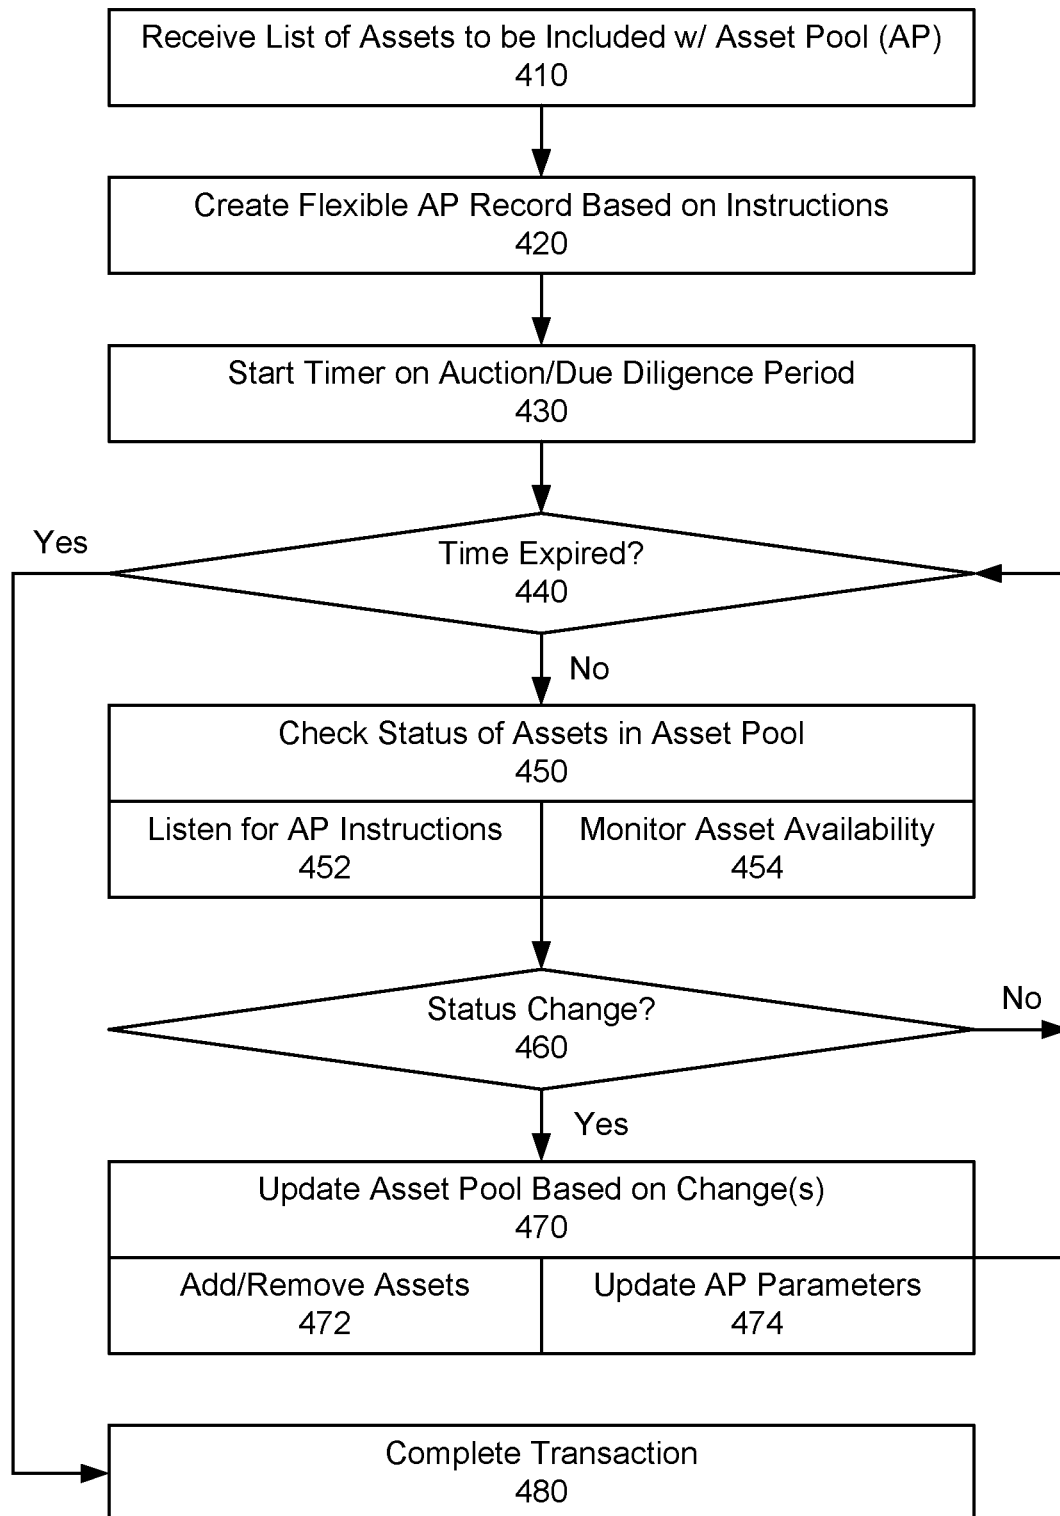 Receive List of Assets to be Included w/ Asset Pool (AP)
410
Create Flexible AP Record Based on Instructions
420
Start Timer on Auction/Due Diligence Period
430
Yes
Time Expired?
440
No
Check Status of Assets in Asset Pool
450
Listen for AP Instructions
452
Monitor Asset Availability
454
Status Change?
460
No
Yes
Update Asset Pool Based on Change(s)
470
Add/Remove Assets
472
Update AP Parameters
474
Complete Transaction
480